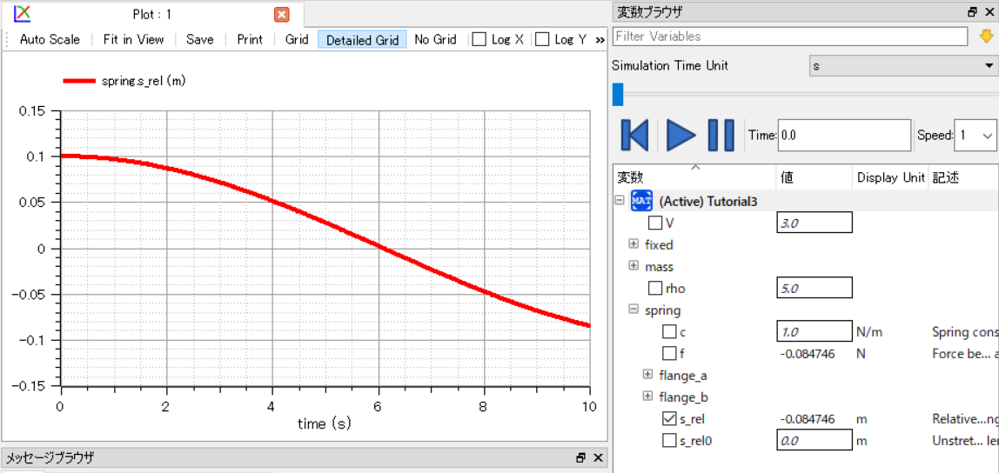 Plot : 1
Auto Scale Fit in View Save Print Grid Detailed Grid No Grid Log X Log Y »
spring.s_rel (m)
0.15
0.1
0.05
0
-0.05
-0.1
-0.15
0 2 4 6 8 10
time (s)
メッセージブラウザ
変数ブラウザ
Filter Variables
Simulation Time Unit s
Time: 0.0 Speed: 1
変数 値 Display Unit 記述
MAT (Active) Tutorial3
V 3.0
fixed
mass
rho 5.0
spring
c 1.0 N/m Spring cons
f -0.084746 N Force be... a
flange_a
flange_b
s_rel -0.084746 m Relative...ng
s_rel0 0.0 m Unstret... ler